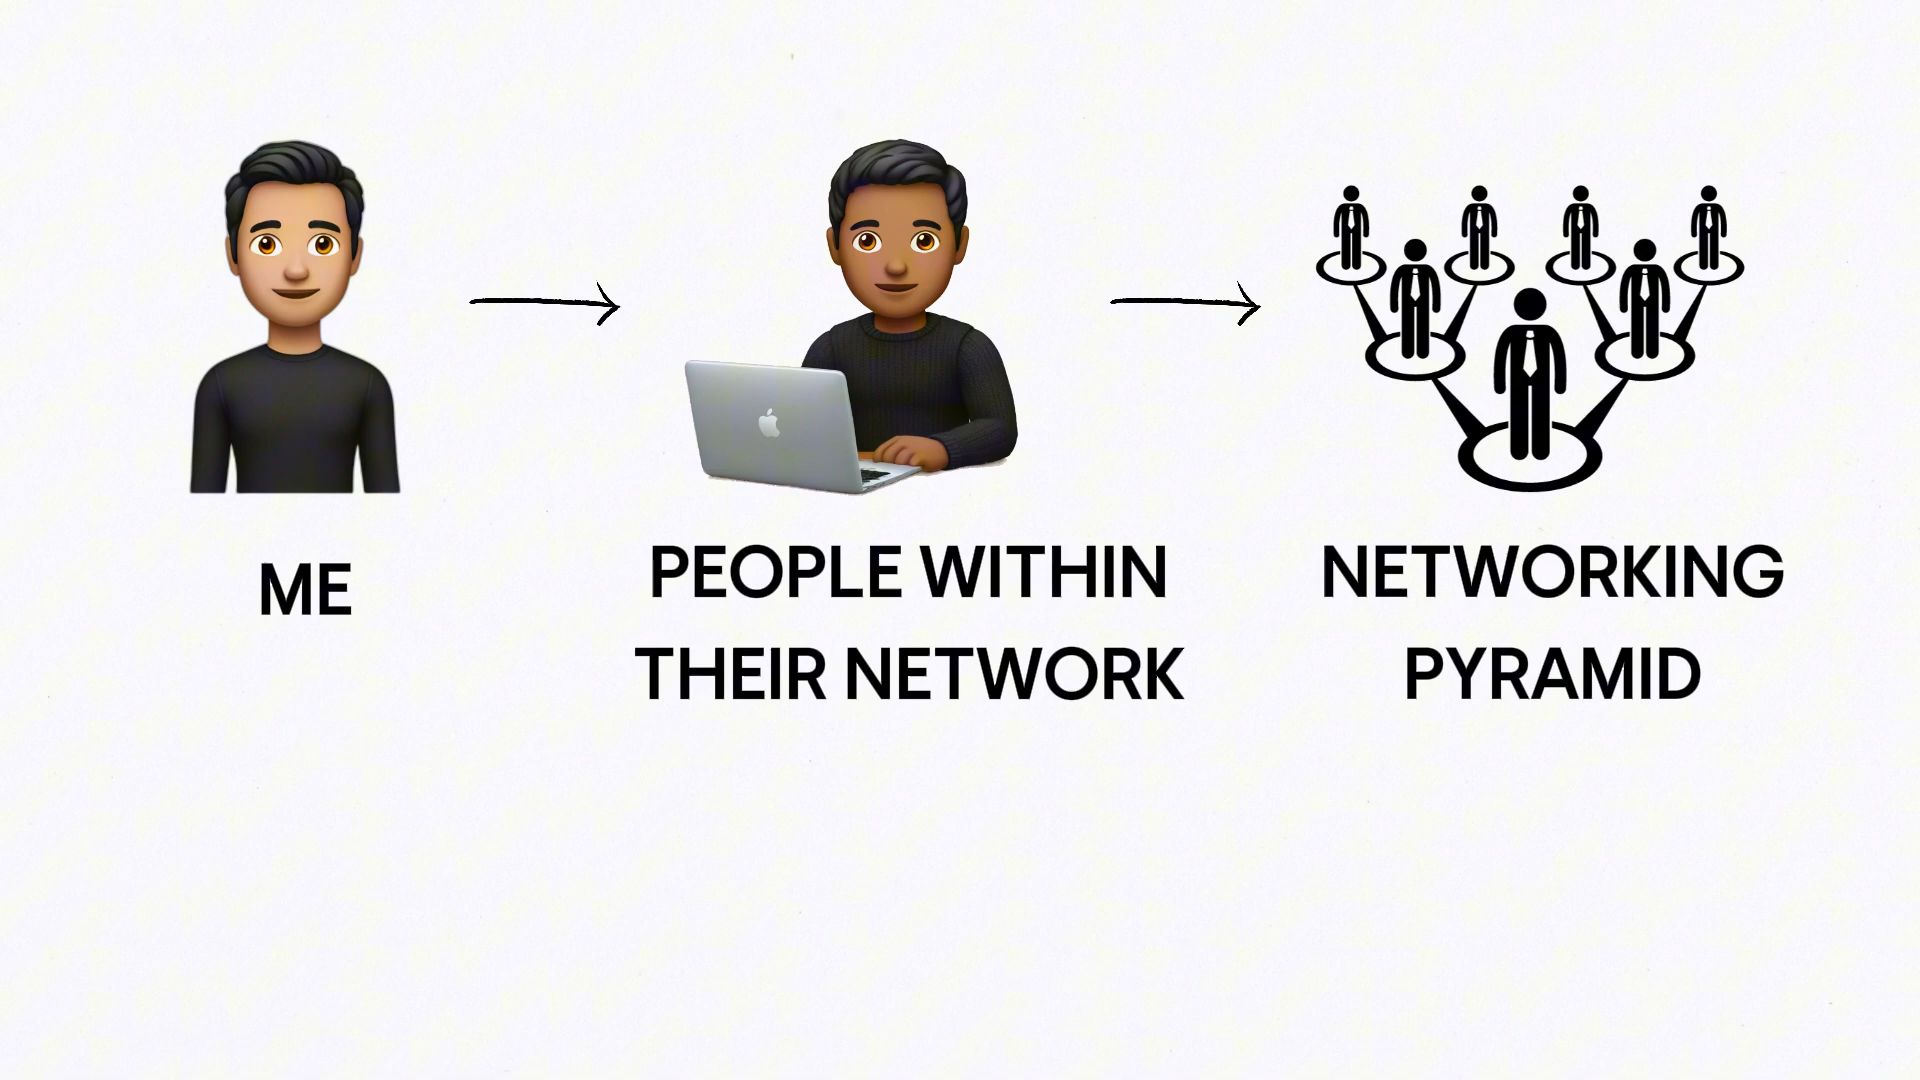 ME
PEOPLE WITHIN
THEIR NETWORK
NETWORKING
PYRAMID